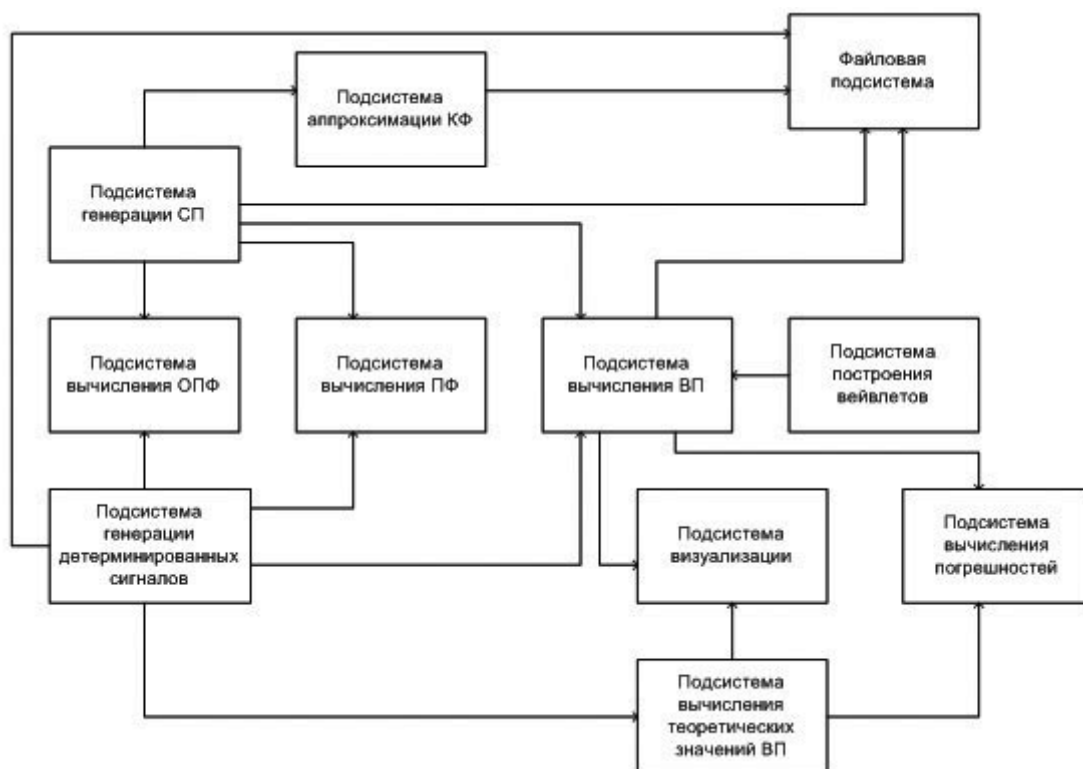 Файловая
подсистема
Подсистема
аппроксимации КФ
Подсистема
генерации СП
Подсистема
вычисления ОПФ
Подсистема
вычисления ПФ
Подсистема
вычисления ВП
Подсистема
построения
вейвлетов
Подсистема
генерации
детерминированных
сигналов
Подсистема
визуализации
Подсистема
вычисления
погрешностей
Подсистема
вычисления
теоретических
значений ВП